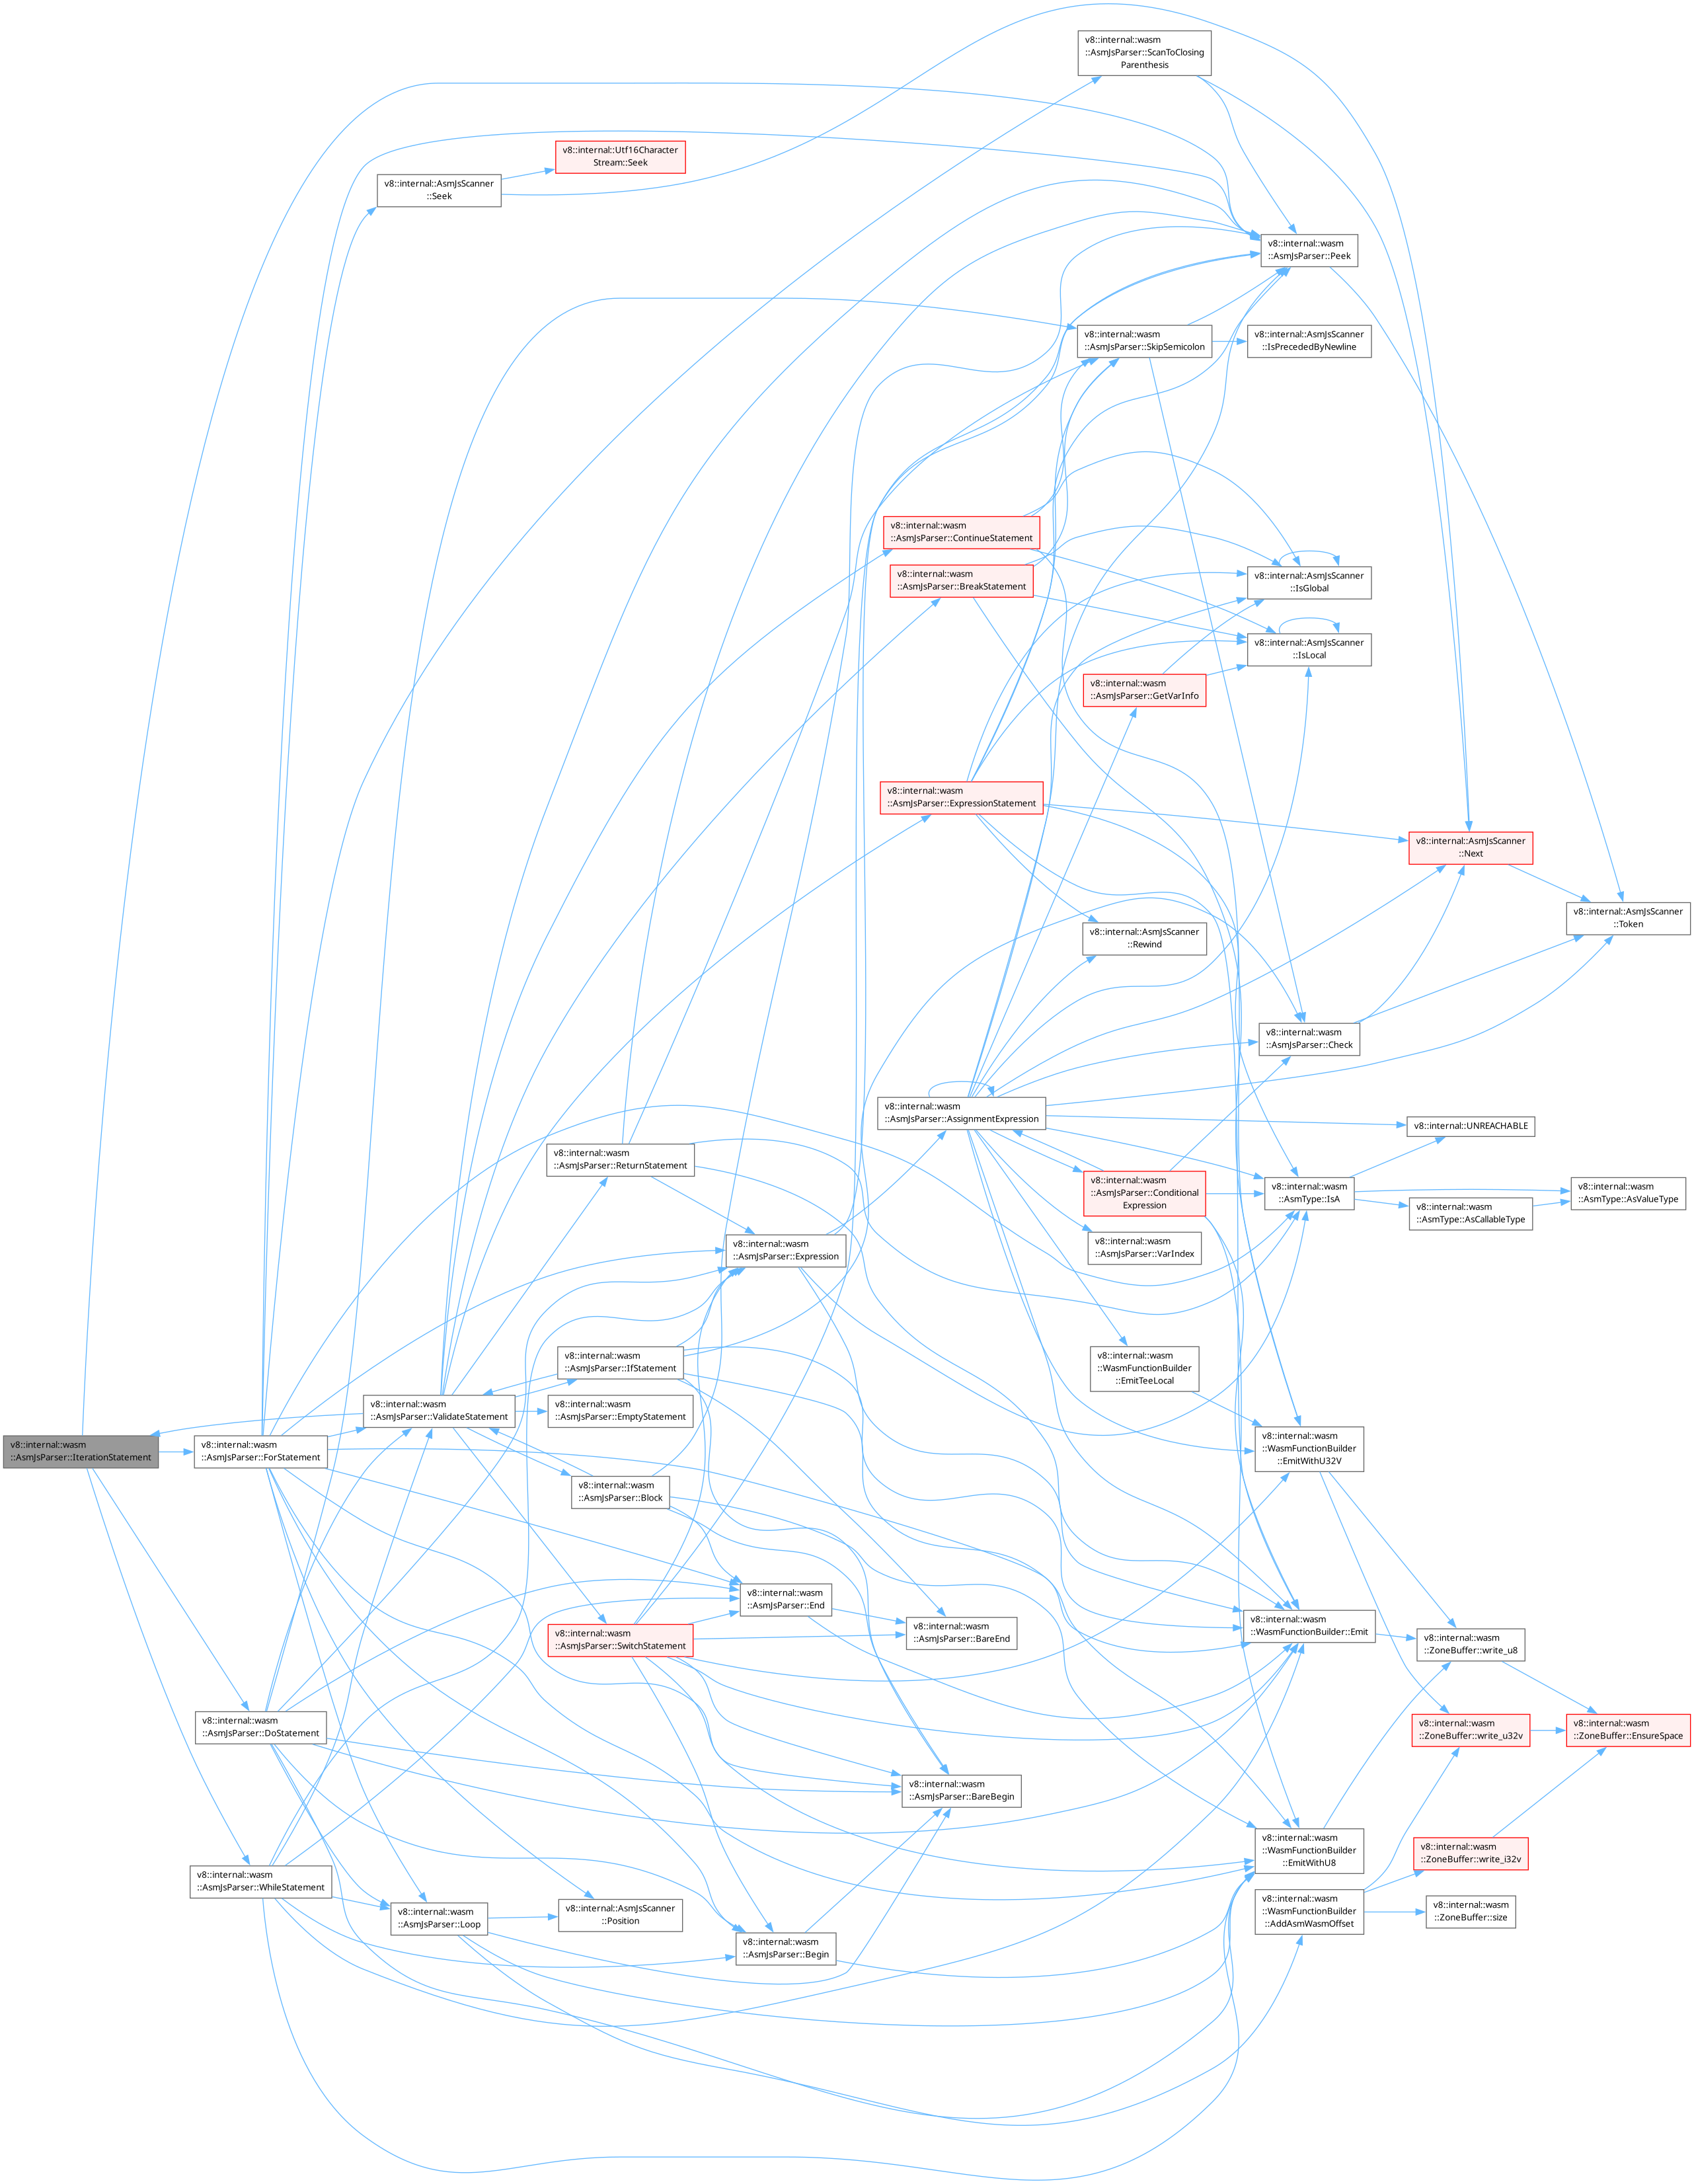 v8::internal::wasm
::AsmJsParser::ScanToClosing
Parenthesis
v8::internal::Utf16Character
Stream::Seek
v8::internal::AsmJsScanner
::Seek
v8::internal::wasm
::AsmJsParser::Peek
v8::internal::wasm
::AsmJsParser::SkipSemicolon
v8::internal::AsmJsScanner
::IsPrecededByNewline
v8::internal::wasm
::AsmJsParser::ContinueStatement
v8::internal::wasm
::AsmJsParser::BreakStatement
v8::internal::AsmJsScanner
::IsGlobal
v8::internal::AsmJsScanner
::IsLocal
v8::internal::wasm
::AsmJsParser::GetVarInfo
v8::internal::wasm
::AsmJsParser::ExpressionStatement
v8::internal::AsmJsScanner
::Next
v8::internal::AsmJsScanner
::Token
v8::internal::AsmJsScanner
::Rewind
v8::internal::wasm
::AsmJsParser::Check
v8::internal::wasm
::AsmJsParser::AssignmentExpression
v8::internal::UNREACHABLE
v8::internal::wasm
::AsmJsParser::ReturnStatement
v8::internal::wasm
::AsmJsParser::Conditional
Expression
v8::internal::wasm
::AsmType::IsA
v8::internal::wasm
::AsmType::AsValueType
v8::internal::wasm
::AsmType::AsCallableType
v8::internal::wasm
::AsmJsParser::Expression
v8::internal::wasm
::AsmJsParser::VarIndex
v8::internal::wasm
::AsmJsParser::IfStatement
v8::internal::wasm
::WasmFunctionBuilder
::EmitTeeLocal
v8::internal::wasm
::AsmJsParser::ValidateStatement
v8::internal::wasm
::AsmJsParser::EmptyStatement
v8::internal::wasm
::AsmJsParser::IterationStatement
v8::internal::wasm
::AsmJsParser::ForStatement
v8::internal::wasm
::WasmFunctionBuilder
::EmitWithU32V
v8::internal::wasm
::AsmJsParser::Block
v8::internal::wasm
::AsmJsParser::End
v8::internal::wasm
::AsmJsParser::SwitchStatement
v8::internal::wasm
::AsmJsParser::BareEnd
v8::internal::wasm
::WasmFunctionBuilder::Emit
v8::internal::wasm
::ZoneBuffer::write_u8
v8::internal::wasm
::AsmJsParser::DoStatement
v8::internal::wasm
::ZoneBuffer::write_u32v
v8::internal::wasm
::ZoneBuffer::EnsureSpace
v8::internal::wasm
::AsmJsParser::BareBegin
v8::internal::wasm
::WasmFunctionBuilder
::EmitWithU8
v8::internal::wasm
::ZoneBuffer::write_i32v
v8::internal::wasm
::AsmJsParser::WhileStatement
v8::internal::wasm
::AsmJsParser::Loop
v8::internal::AsmJsScanner
::Position
v8::internal::wasm
::WasmFunctionBuilder
::AddAsmWasmOffset
v8::internal::wasm
::ZoneBuffer::size
v8::internal::wasm
::AsmJsParser::Begin